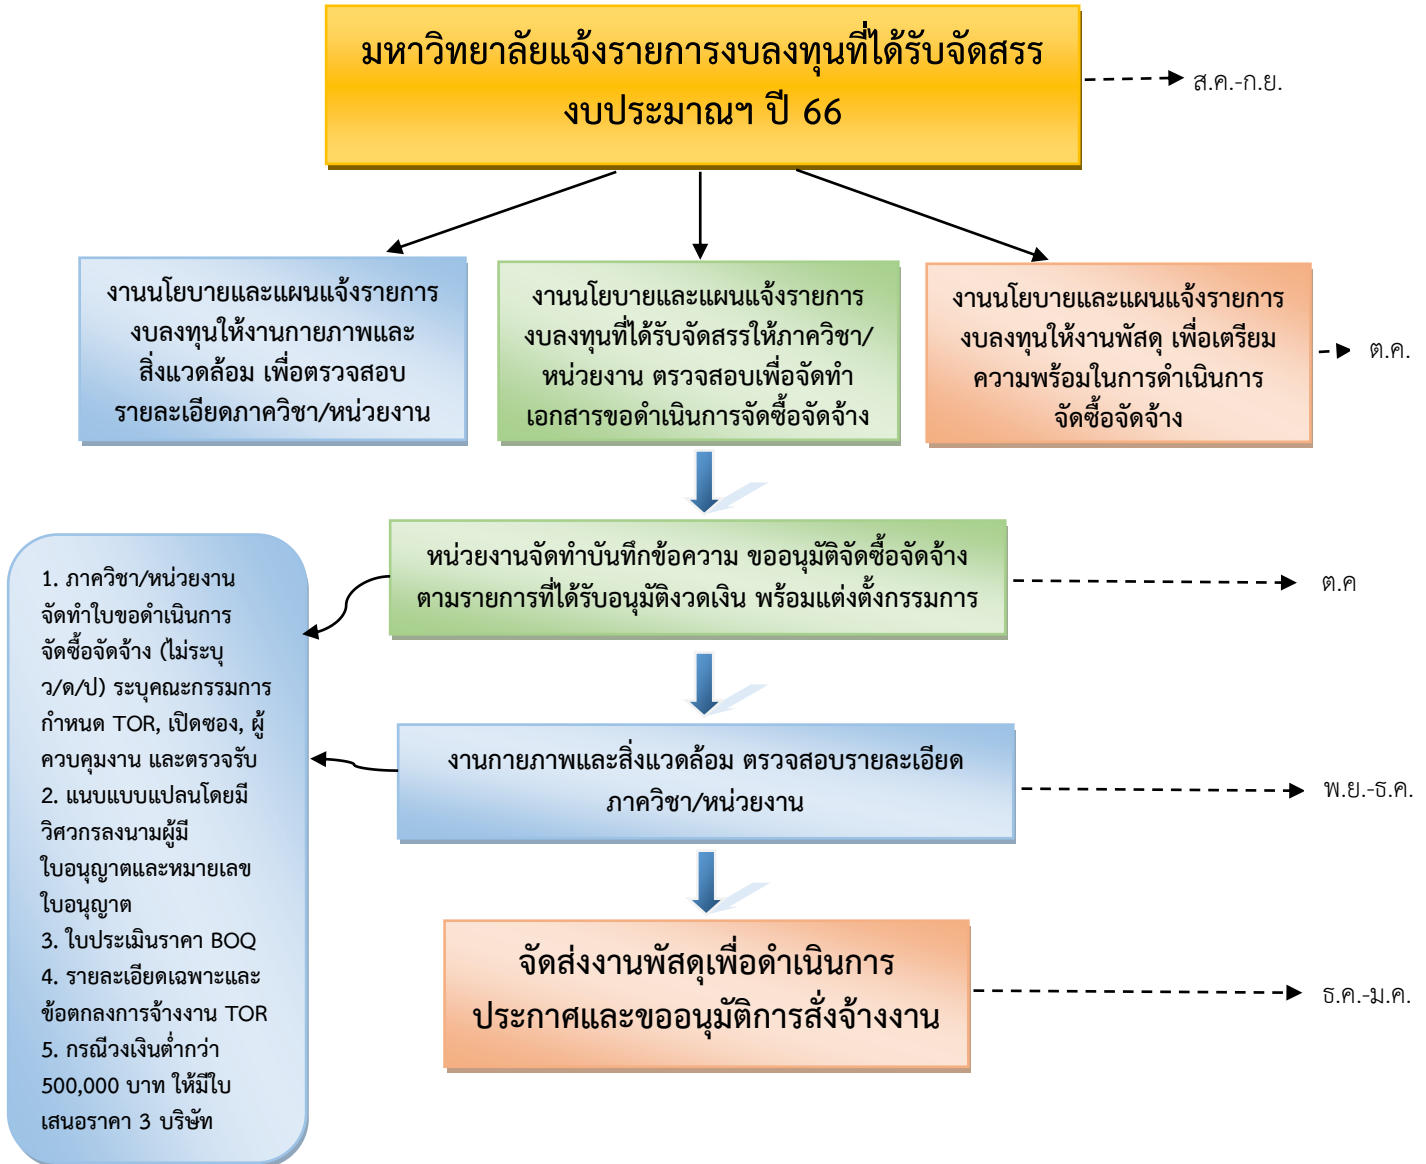 มหาวิทยาลัยแจ้งรายการงบลงทุนที่ได้รับจัดสรร
งบประมาณฯ ปี 66
ส.ค.-ก.ย.
งานนโยบายและแผนแจ้งรายการ
งบลงทุนให้งานกายภาพและ
สิ่งแวดล้อม เพื่อตรวจสอบ
รายละเอียดภาควิชา/หน่วยงาน
งานนโยบายและแผนแจ้งรายการ
งบลงทุนที่ได้รับจัดสรรให้ภาควิชา/
หน่วยงาน ตรวจสอบเพื่อจัดทำ
เอกสารขอดำเนินการจัดซื้อจัดจ้าง
งานนโยบายและแผนแจ้งรายการ
งบลงทุนให้งานพัสดุ เพื่อเตรียม
ความพร้อมในการดำเนินการ
จัดซื้อจัดจ้าง
ต.ค.
หน่วยงานจัดทำบันทึกข้อความ ขออนุมัติจัดซื้อจัดจ้าง
ตามรายการที่ได้รับอนุมัติงวดเงิน พร้อมแต่งตั้งกรรมการ
ต.ค
1. ภาควิชา/หน่วยงาน
จัดทำใบขอดำเนินการ
จัดซื้อจัดจ้าง (ไม่ระบุ
ว/ด/ป) ระบุคณะกรรมการ
กำหนด TOR, เปิดซอง, ผู้
ควบคุมงาน และตรวจรับ
2. แนบแบบแปลนโดยมี
วิศวกรลงนามผู้มี
ใบอนุญาตและหมายเลข
ใบอนุญาต
3. ใบประเมินราคา BOQ
4. รายละเอียดเฉพาะและ
ข้อตกลงการจ้างงาน TOR
5. กรณีวงเงินต่ำกว่า
500,000 บาท ให้มีใบ
เสนอราคา 3 บริษัท
งานกายภาพและสิ่งแวดล้อม ตรวจสอบรายละเอียด
ภาควิชา/หน่วยงาน
พ.ย.-ธ.ค.
จัดส่งงานพัสดุเพื่อดำเนินการ
ประกาศและขออนุมัติการสั่งจ้างงาน
ธ.ค.-ม.ค.